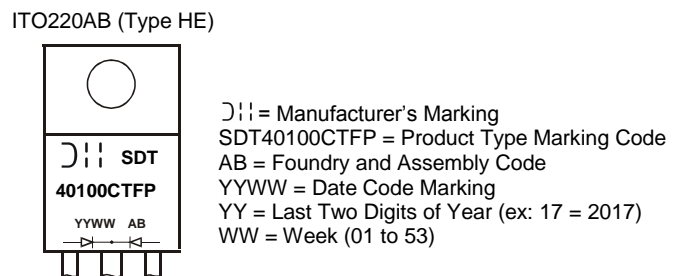 ITO220AB (Type HE)
SDT
40100CTFP
YYWW AB
= Manufacturer's Marking
SDT40100CTFP = Product Type Marking Code
AB = Foundry and Assembly Code
YYWW = Date Code Marking
YY = Last Two Digits of Year (ex: 17 = 2017)
WW = Week (01 to 53)